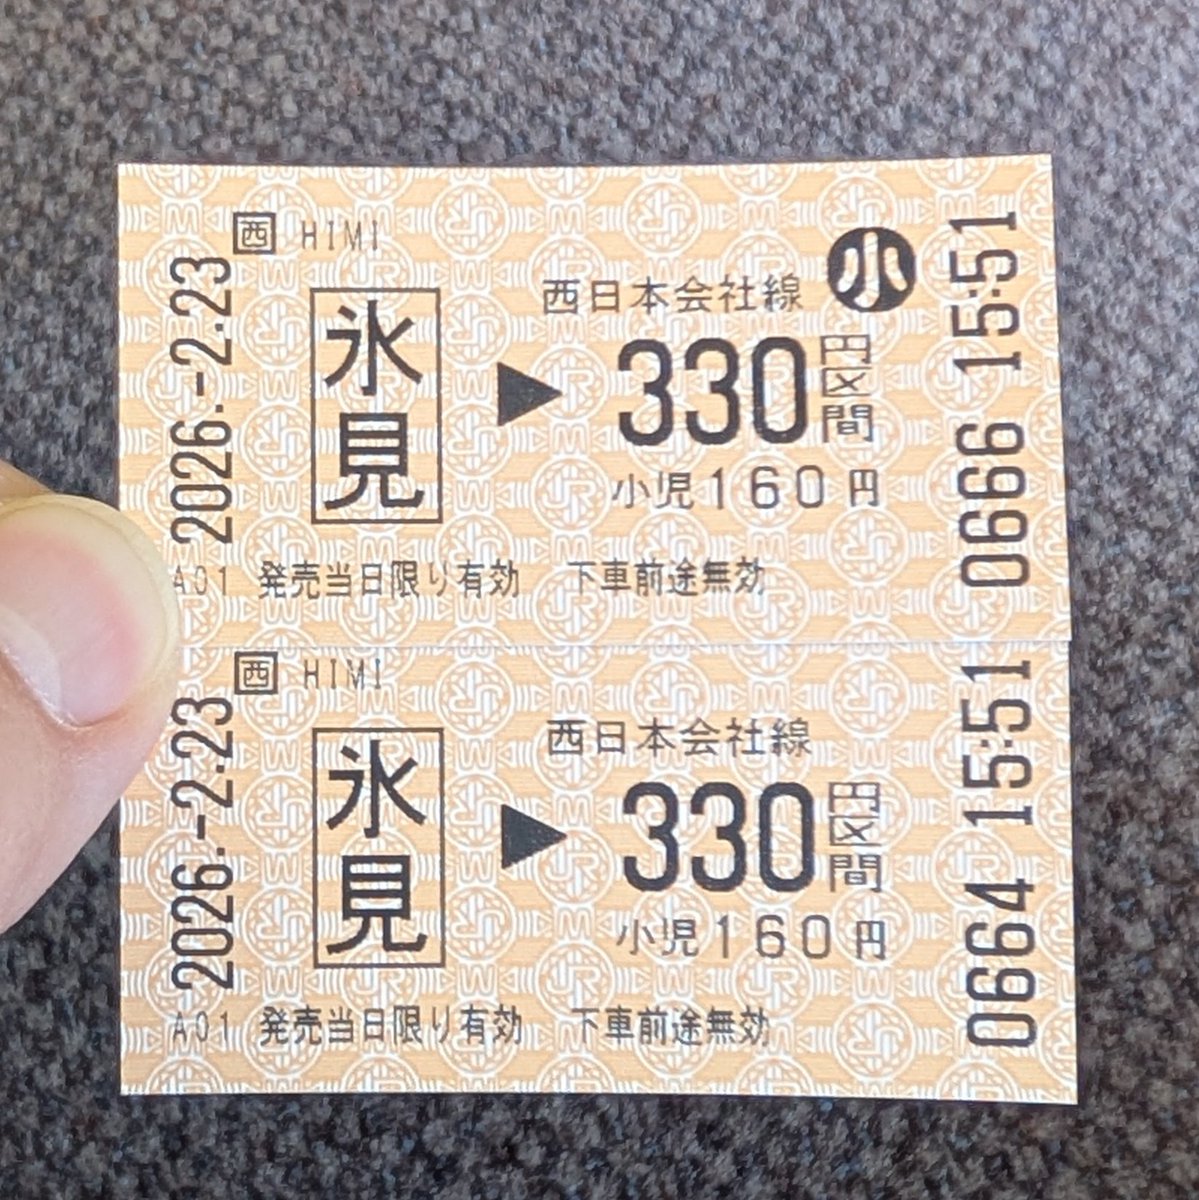 西 HIMI
2026.-2.23
氷見
▶
西日本会社線
小
330円区間
小児160円
A01 発売当日限り有効 下車前途無効
0666 15:51
西 HIMI
2026.-2.23
氷見
▶
西日本会社線
330円区間
小児160円
A01 発売当日限り有効 下車前途無効
0664 15:51